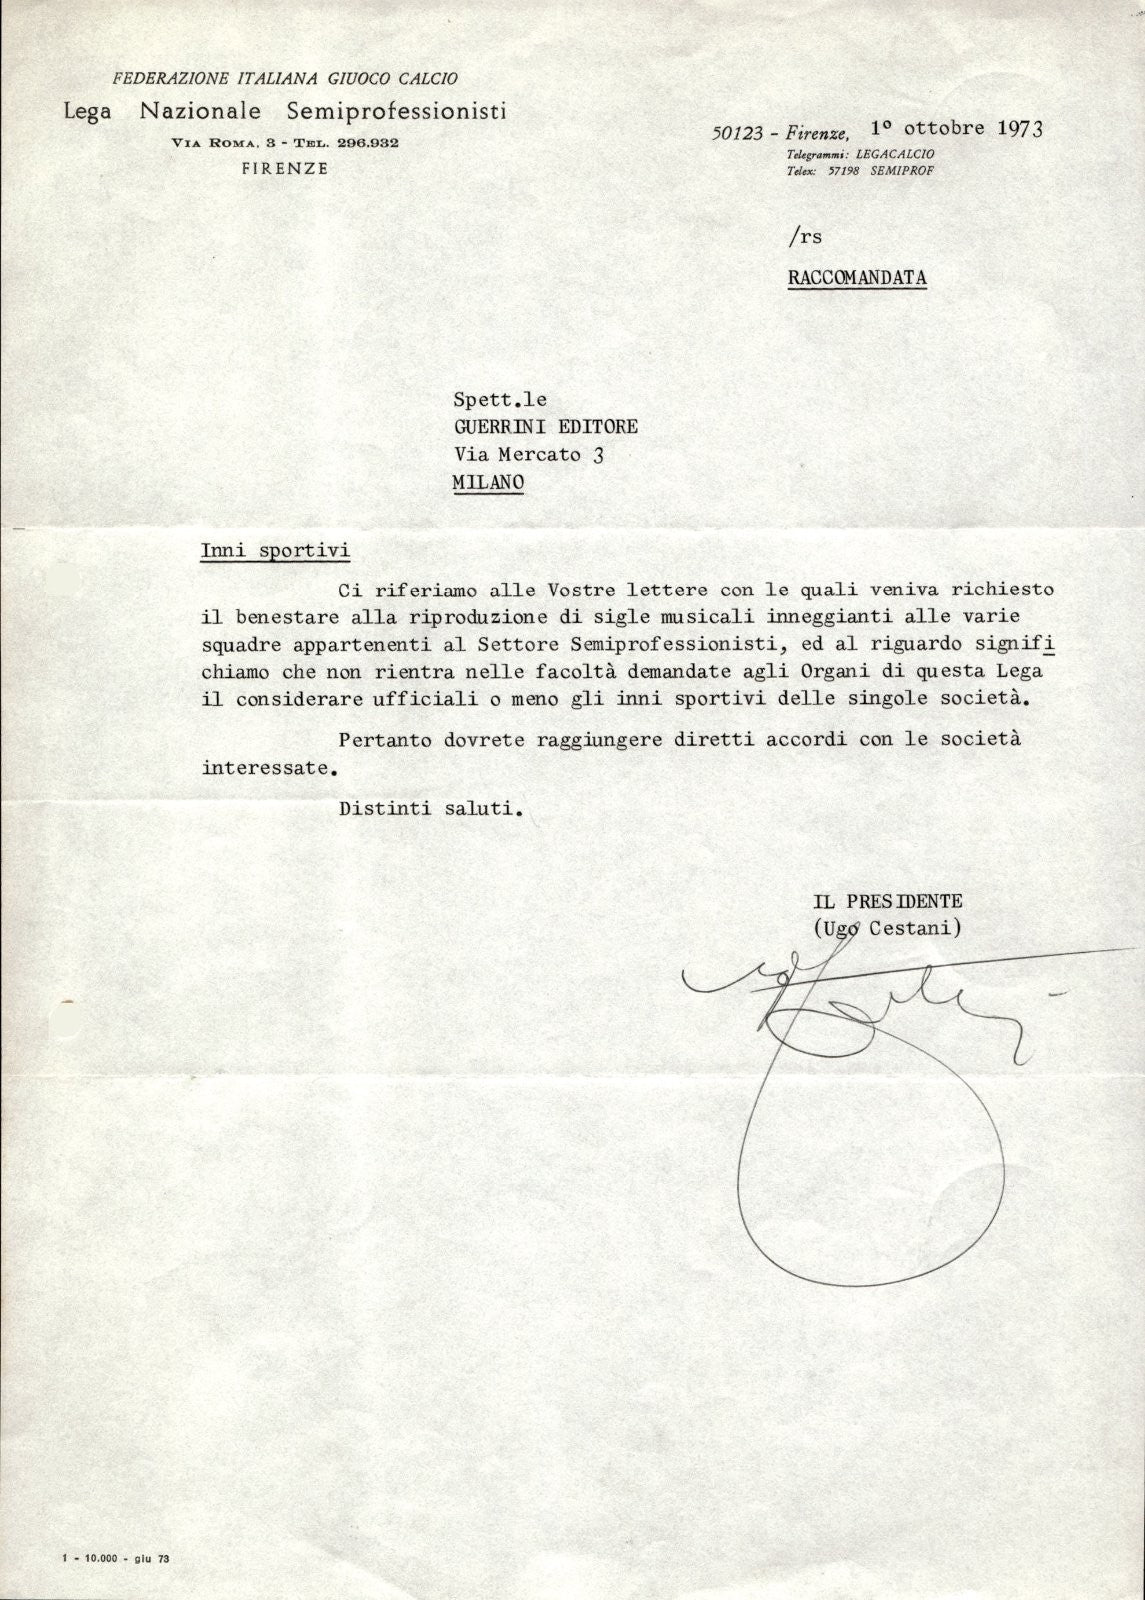 FEDERAZIONE ITALIANA GIUOCO CALCIO
Lega Nazionale Semiprofessionisti
VIA ROMA, 3 - TEL. 296.932
FIRENZE
50123 - Firenze, 1º ottobre 1973
Telegrammi: LEGACALCIO
Telex: 57198 SEMIPROF
/rs
RACCOMANDATA
Spett.le
GUERRINI EDITORE
Via Mercato 3
MILANO
Inni sportivi
Ci riferiamo alle Vostre lettere con le quali veniva richiesto
il benestare alla riproduzione di sigle musicali inneggianti alle varie
squadre appartenenti al Settore Semiprofessionisti, ed al riguardo signifi
chiamo che non rientra nelle facoltà demandate agli Organi di questa Lega
il considerare ufficiali o meno gli inni sportivi delle singole società.
Pertanto dovrete raggiungere diretti accordi con le società
interessate.
Distinti saluti.
IL PRESIDENTE
(Ugo Cestani)
1 - 10.000 - giu 73